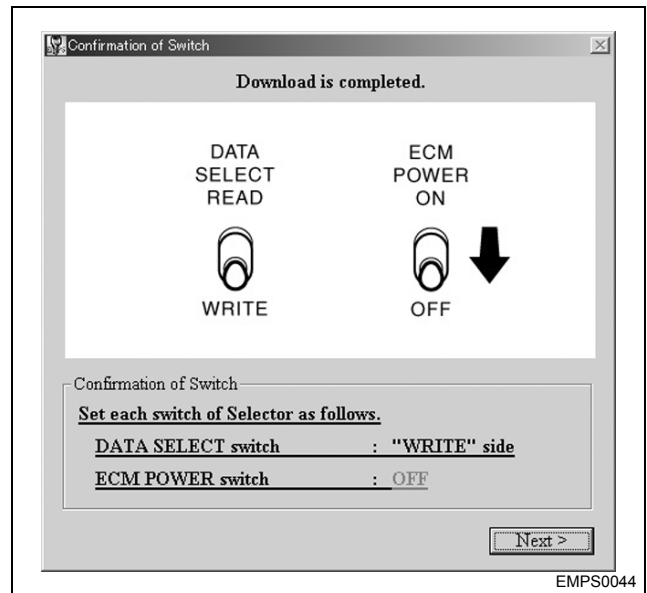 Confirmation of Switch
Download is completed.
DATA
SELECT
READ
ECM
POWER
ON
WRITE
OFF
Confirmation of Switch
Set each switch of Selector as follows.
DATA SELECT switch : "WRITE" side
ECM POWER switch : OFF
Next >
EMPS0044